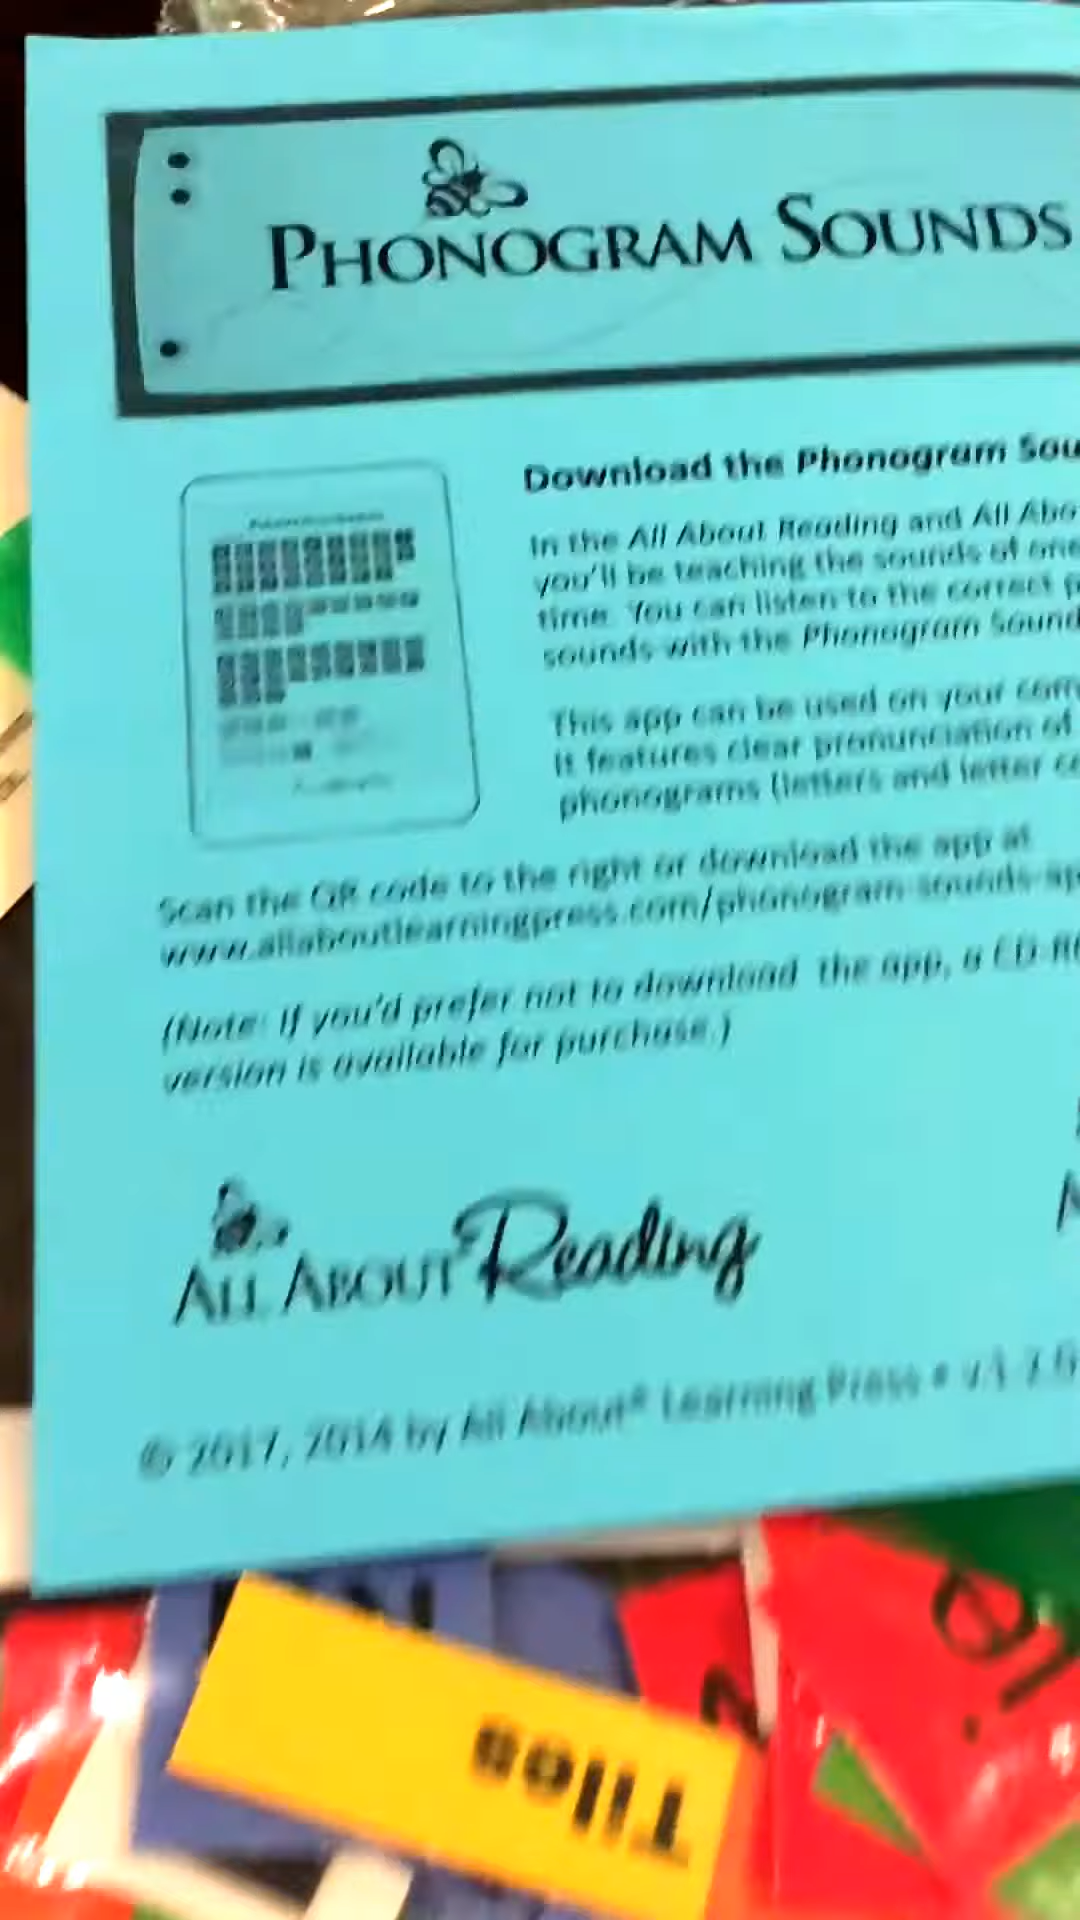 PHONOGRAM SOUNDS
Download the Phonogram Sou
In the All About Reading and All Abo
you'll be teaching the sounds of one
time. You can listen to the correct p
sounds with the Phonogram Sound
This app can be used on your com
It features clear pronunciation of
phonograms (letters and letter co
Scan the QR code to the right or download the app at
www.allaboutlearningpress.com/phonogram-sounds-ap
(Note: If you'd prefer not to download the app, a CD-R
version is available for purchase.)
ALL ABOUT Reading
© 2017, 2014 by All About® Learning Press •
Tiles